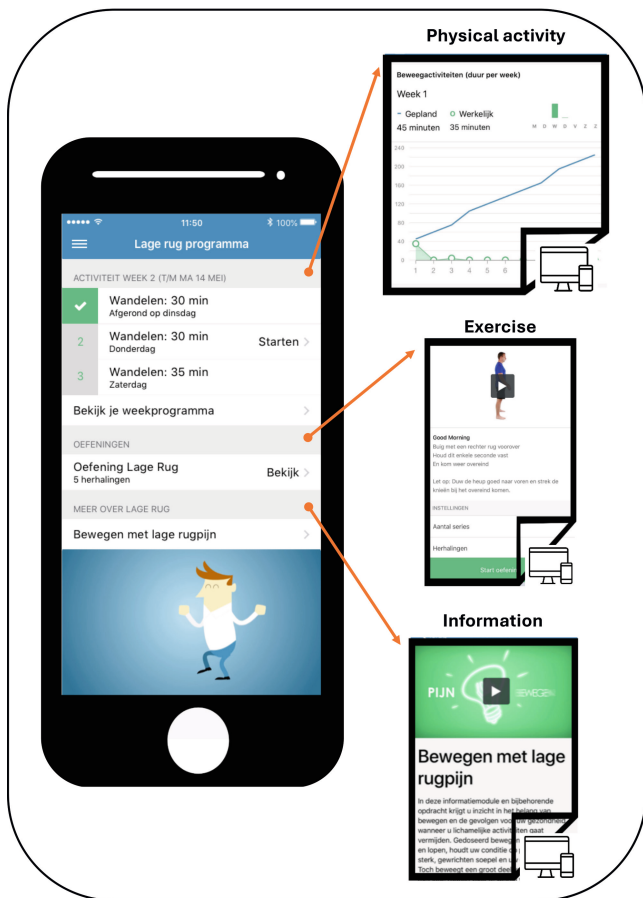 Physical activity
Beweegactiviteiten (duur per week)
Week 1
- Gepland Werkelijk
45 minuten 35 minuten
M D W D V Z Z
240
200
160
120
80
40
0
1 2 3 4 5 6
11:50 100%
Lage rug programma
ACTIVITEIT WEEK 2 (T/M MA 14 MEI)
Wandelen: 30 min
Afgerond op dinsdag
2 Wandelen: 30 min Starten >
Donderdag
3 Wandelen: 35 min
Zaterdag
Bekijk je weekprogramma >
OEFENINGEN
Oefening Lage Rug Bekijk >
5 herhalingen
MEER OVER LAGE RUG
Bewegen met lage rugpijn >
Exercise
Good Morning
Buig met een rechter rug voorover
Houd dit enkele seconde vast
En kom weer overeind
Let op: Duw de heup goed naar voren en strek de
knieën bij het overeind komen.
INSTELLINGEN
Aantal series
Herhalingen
Start oefening
Information
PIJN BEWEGEN
Bewegen met lage
rugpijn
In deze informatiemodule en bijbehorende
opdracht krijgt u inzicht in het belang van
bewegen en de gevolgen voor uw gezondheid
wanneer u lichamelijke activiteiten gaat
vermijden. Gedoseerd bewegen
en lopen, houdt uw conditie op
sterk, gewrichten soepel en uw
Toch beweegt een groot deel